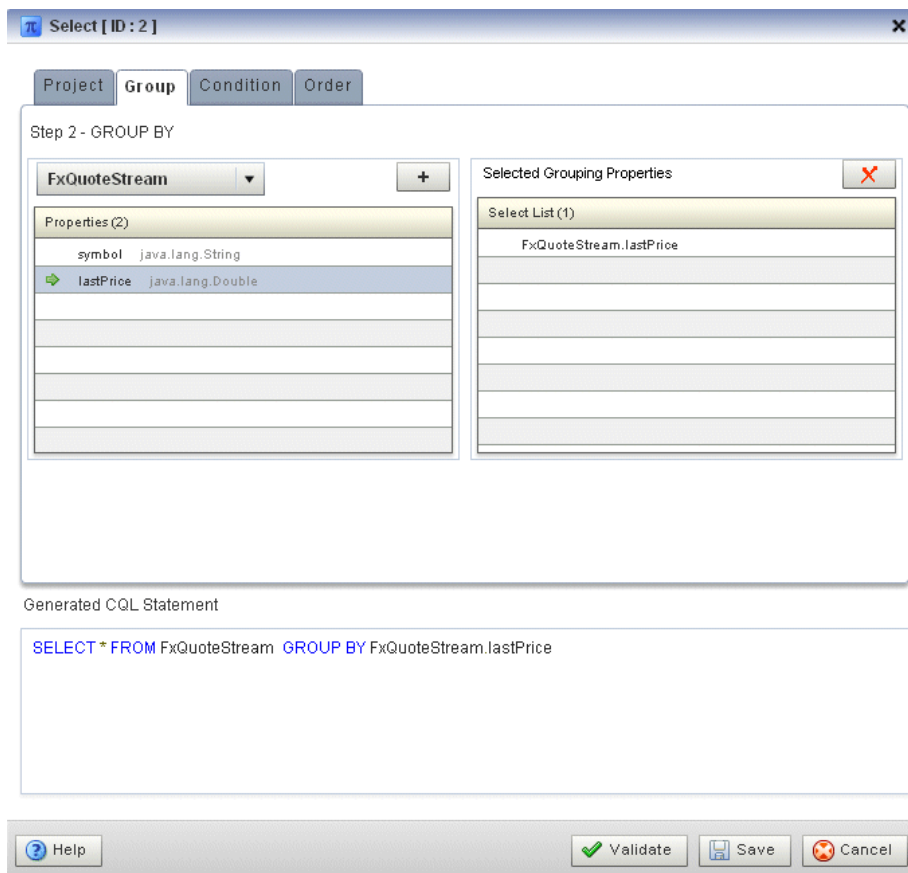 π Select [ ID : 2 ]
Project Group Condition Order
Step 2 - GROUP BY
FxQuoteStream +
Properties (2)
symbol java.lang.String
lastPrice java.lang.Double
Selected Grouping Properties
Select List (1)
FxQuoteStream.lastPrice
Generated CQL Statement
SELECT * FROM FxQuoteStream GROUP BY FxQuoteStream.lastPrice
? Help Validate Save Cancel